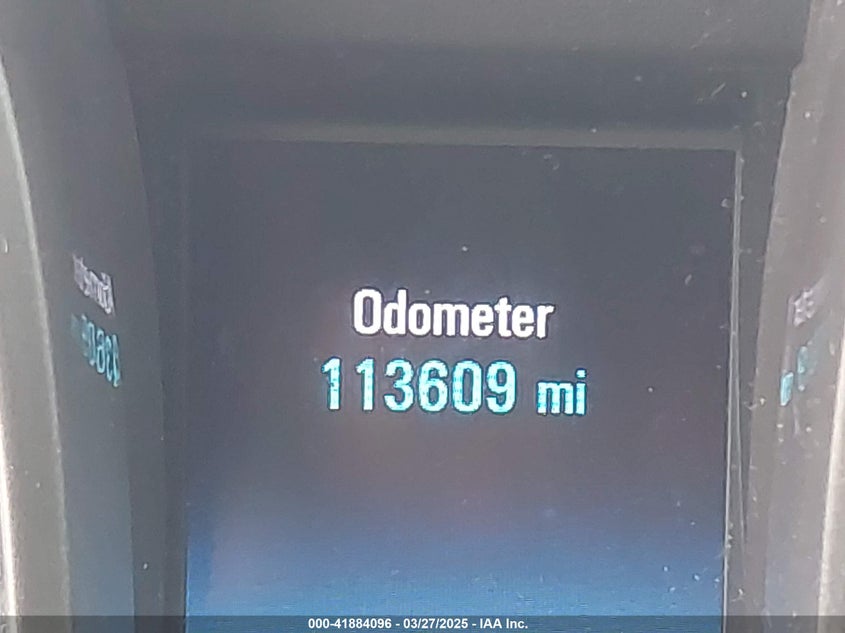 Odometer
113609 mi
000-41884096 - 03/27/2025 - IAA Inc.